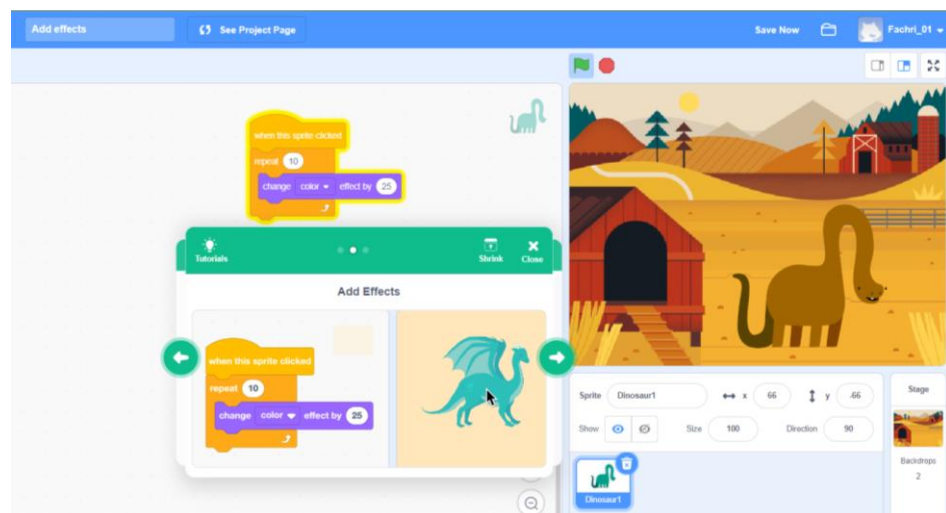 Add effects
See Project Page
Save Now
Fachri_01
when this sprite clicked
repeat 10
change color effect by 25
Tutorials
Shrink
Close
Add Effects
when this sprite clicked
repeat 10
change color effect by 25
Sprite Dinosaur1 x 66 y -66
Show Size 100 Direction 90
Dinosaur1
Stage
Backdrops
2